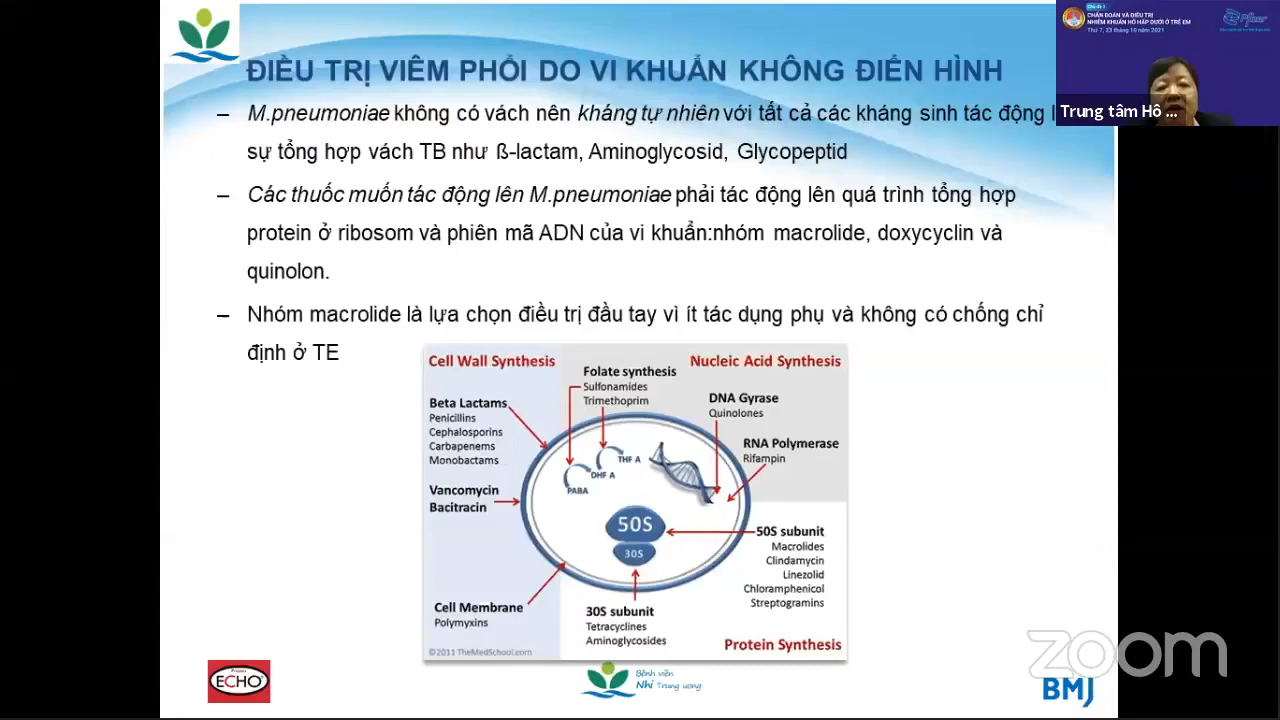 Chủ đề 1
CHẨN ĐOÁN VÀ ĐIỀU TRỊ
NHIỄM KHUẨN HÔ HẤP DƯỚI Ở TRẺ EM
Thứ 7, 23 tháng 10 năm 2021
Pfizer
Trung tâm Hô ...
ĐIỀU TRỊ VIÊM PHỔI DO VI KHUẨN KHÔNG ĐIỂN HÌNH
– M.pneumoniae không có vách nên kháng tự nhiên với tất cả các kháng sinh tác động l
sự tổng hợp vách TB như ß-lactam, Aminoglycosid, Glycopeptid
– Các thuốc muốn tác động lên M.pneumoniae phải tác động lên quá trình tổng hợp
protein ở ribosom và phiên mã ADN của vi khuẩn:nhóm macrolide, doxycyclin và
quinolon.
– Nhóm macrolide là lựa chọn điều trị đầu tay vì ít tác dụng phụ và không có chống chỉ
định ở TE
Cell Wall Synthesis
Nucleic Acid Synthesis
Folate synthesis
Sulfonamides
Trimethoprim
Beta Lactams
Penicillins
Cephalosporins
Carbapenems
Monobactams
DNA Gyrase
Quinolones
RNA Polymerase
Rifampin
THF A
DHF A
PABA
Vancomycin
Bacitracin
50S
30S
50S subunit
Macrolides
Clindamycin
Linezolid
Chloramphenicol
Streptogramins
Cell Membrane
Polymyxins
30S subunit
Tetracyclines
Aminoglycosides
Protein Synthesis
©2011 TheMedSchool.com
Project
ECHO
Bệnh viện
Nhi Trung ương
zoom
BMJ